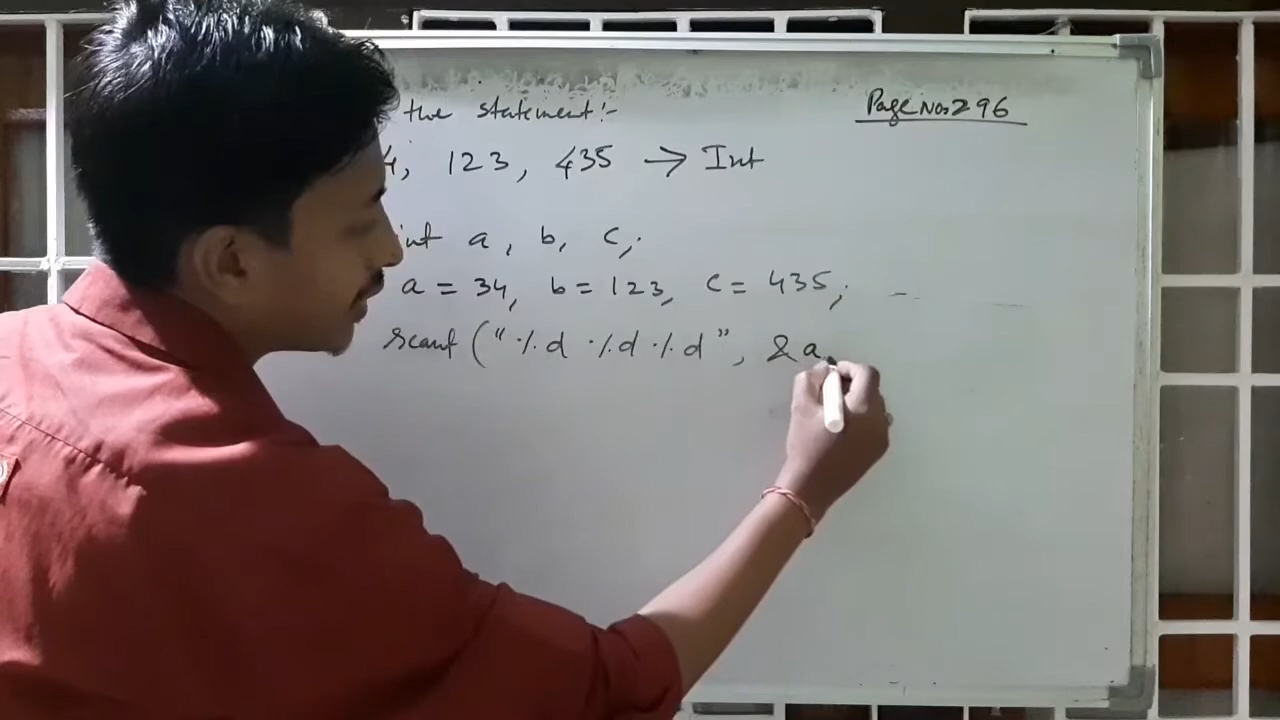 the statement:-
Page No 296
4, 123, 435 → Int
int a, b, c;
a = 34, b = 123, c = 435;
scanf ("%d %d %d", &a,